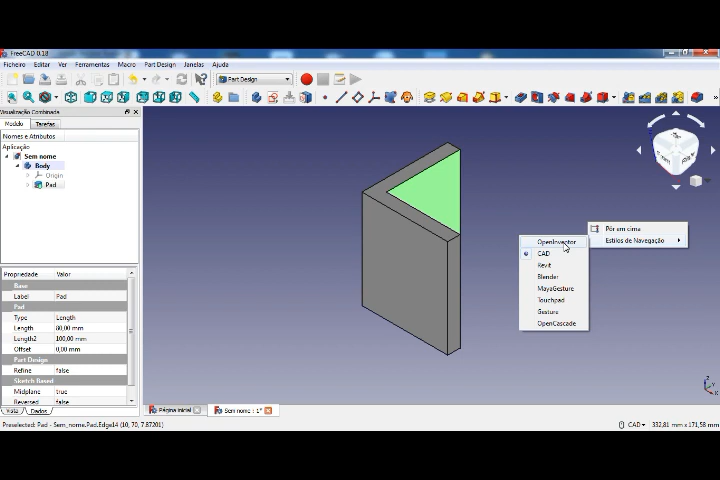 FreeCAD 0.18
Ficheiro Editar Ver Ferramentas Macro Part Design Janelas Ajuda
Part Design
Visualização Combinada
Modelo Tarefas
Nomes e Atributos
Aplicação
Sem nome
Body
Origin
Pad
Pôr em cima
Estilos de Navegação
OpenInventor
CAD
Revit
Blender
MayaGesture
Touchpad
Gesture
OpenCascade
Propriedade Valor
Base
Label Pad
Pad
Type Length
Length 80,00 mm
Length2 100,00 mm
Offset 0,00 mm
Part Design
Refine false
Sketch Based
Midplane true
Reversed false
Vista Dados
Página inicial
Sem nome : 1*
Preselected: Pad - Sem_nome.Pad.Edge14 (10, 70, 7.87201)
CAD
332,81 mm x 171,58 mm